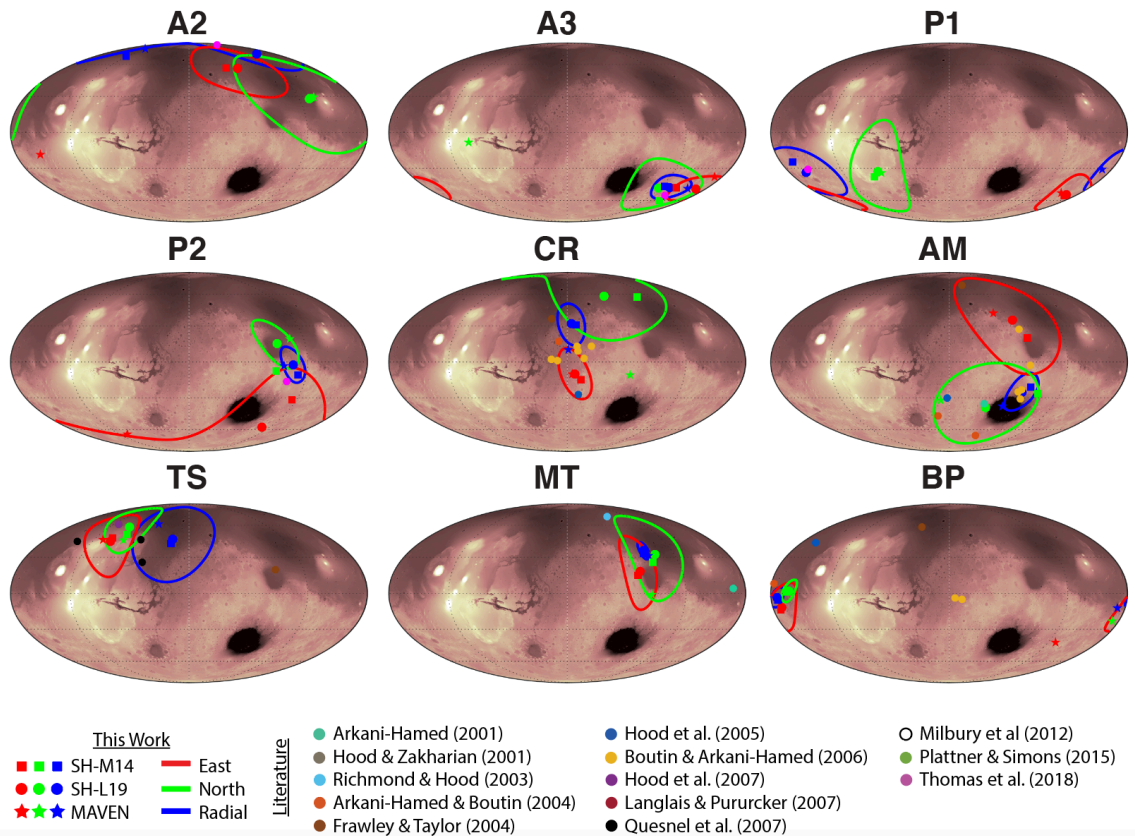 A2
A3
P1
P2
CR
AM
TS
MT
BP
This Work
SH-M14
SH-L19
MAVEN
East
North
Radial
Literature
Arkani-Hamed (2001)
Hood & Zakharian (2001)
Richmond & Hood (2003)
Arkani-Hamed & Boutin (2004)
Frawley & Taylor (2004)
Hood et al. (2005)
Boutin & Arkani-Hamed (2006)
Hood et al. (2007)
Langlais & Pururcker (2007)
Quesnel et al. (2007)
Milbury et al (2012)
Plattner & Simons (2015)
Thomas et al. (2018)